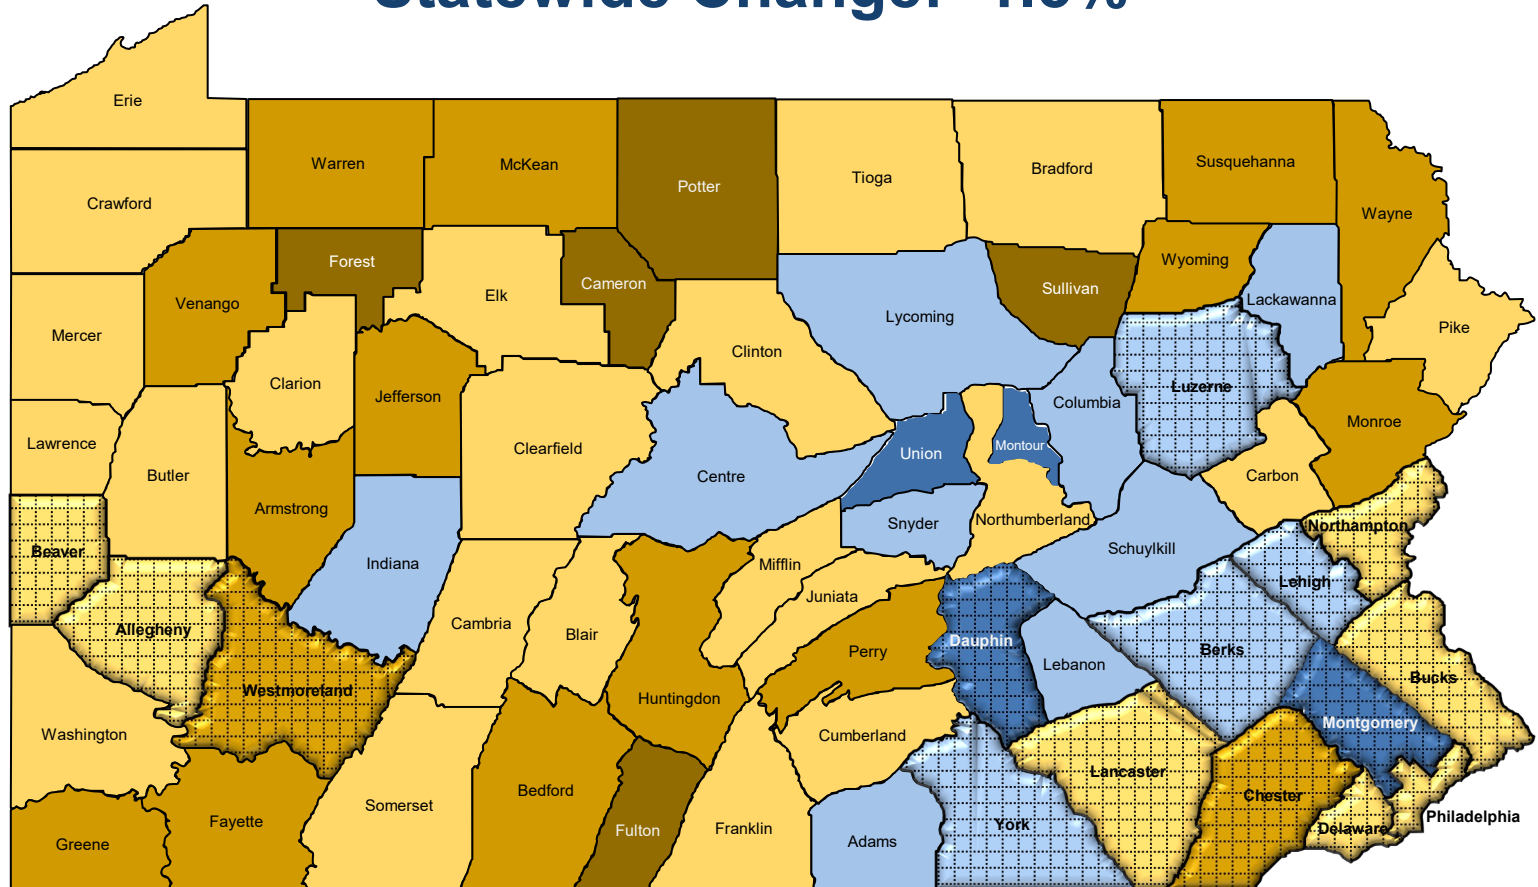 Erie
Warren
McKean
Potter
Tioga
Bradford
Susquehanna
Wayne
Crawford
Forest
Cameron
Elk
Venango
Sullivan
Wyoming
Lackawanna
Lycoming
Pike
Mercer
Clinton
Clarion
Jefferson
Luzerne
Columbia
Monroe
Lawrence
Butler
Clearfield
Centre
Union
Montour
Carbon
Armstrong
Snyder
Northumberland
Northampton
Beaver
Indiana
Mifflin
Schuylkill
Lehigh
Juniata
Allegheny
Cambria
Blair
Perry
Dauphin
Lebanon
Berks
Bucks
Westmoreland
Huntingdon
Montgomery
Washington
Cumberland
Lancaster
Bedford
Somerset
Chester
Fayette
Fulton
Franklin
York
Philadelphia
Greene
Adams
Delaware